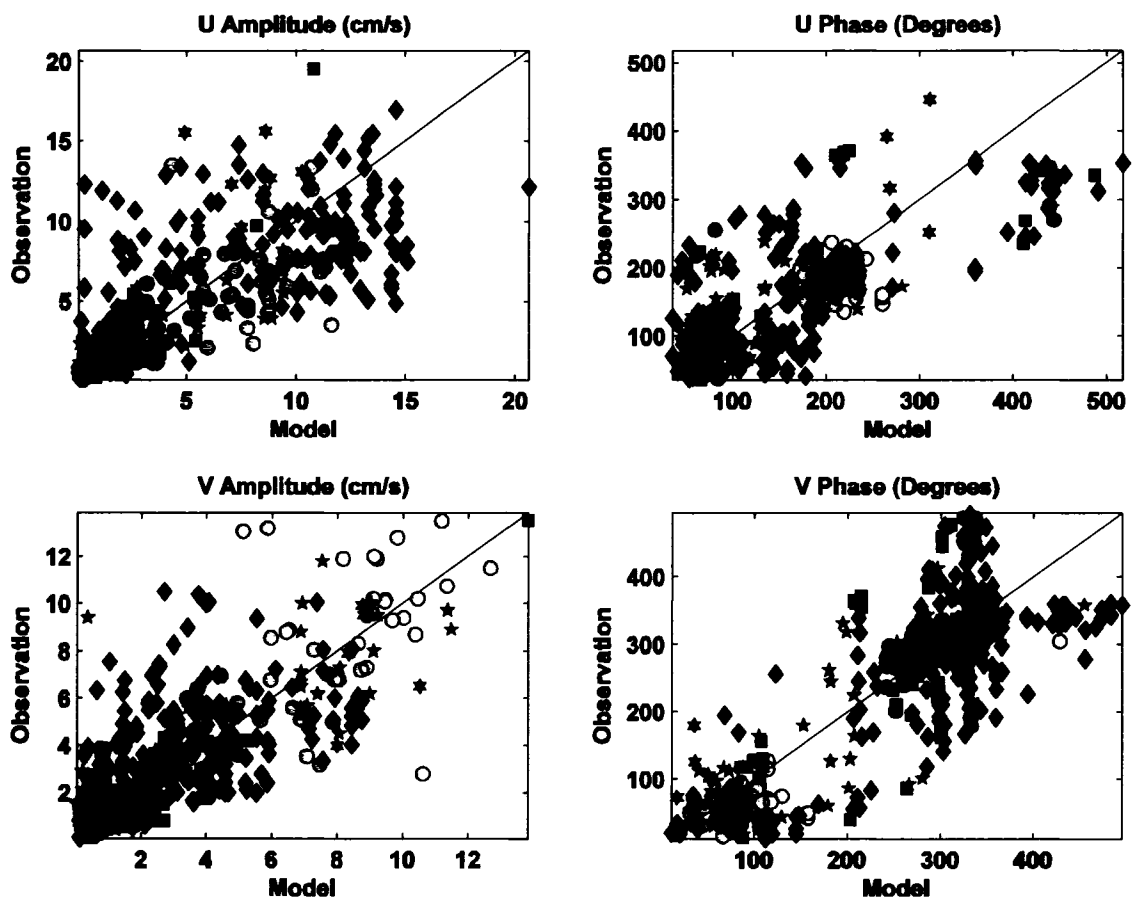 U Amplitude (cm/s)
20
15
10
5
Observation
5 10 15 20
Model
U Phase (Degrees)
500
400
300
200
100
Observation
100 200 300 400 500
Model
V Amplitude (cm/s)
12
10
8
6
4
2
Observation
2 4 6 8 10 12
Model
V Phase (Degrees)
400
300
200
100
Observation
100 200 300 400
Model